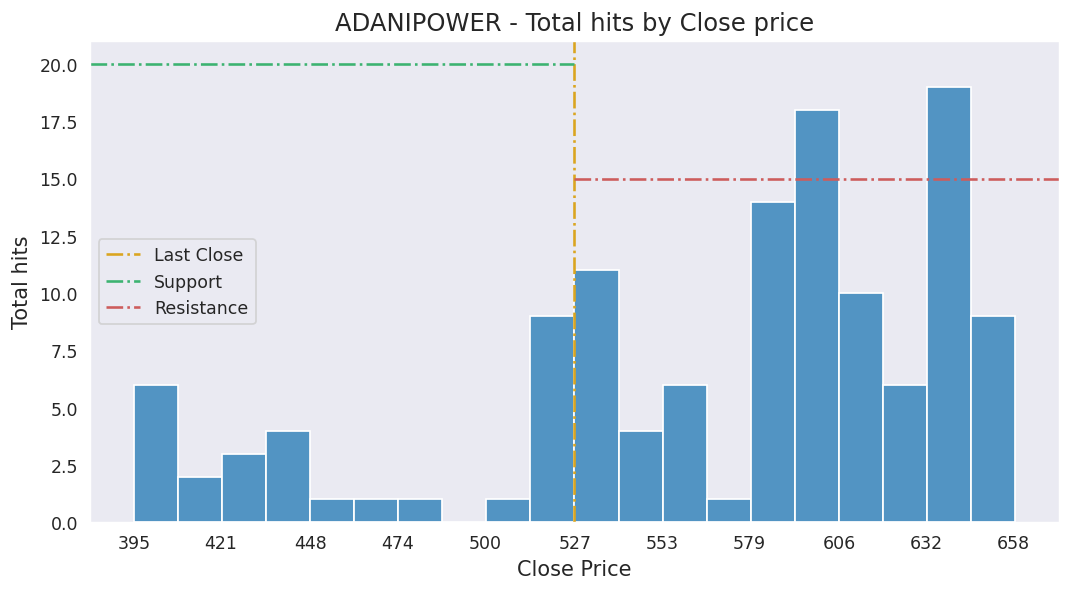 ADANIPOWER - Total hits by Close price
Total hits
20.0
17.5
15.0
12.5
10.0
7.5
5.0
2.5
0.0
Last Close
Support
Resistance
395 421 448 474 500 527 553 579 606 632 658
Close Price